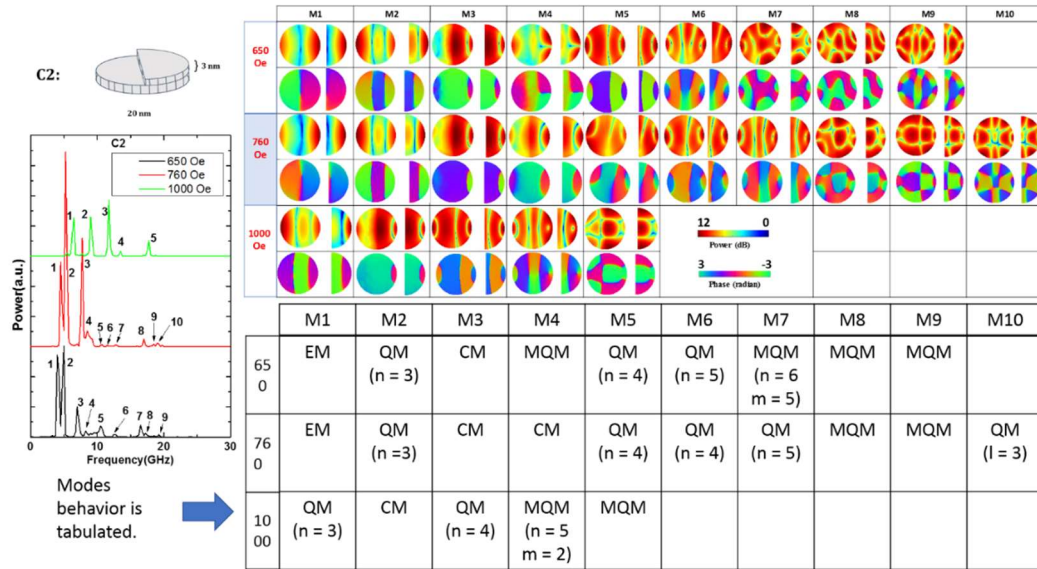 C2:
3 nm
20 nm
C2
650 Oe
760 Oe
1000 Oe
1 2 3 4 5
1 2 3 4 5 6 7 8 9 10
1 2 3 4 5 6 7 8 9
Power(a.u.)
0 10 20 30
Frequency(GHz)
Modes
behavior is
tabulated.
M1 M2 M3 M4 M5 M6 M7 M8 M9 M10
650
Oe
760
Oe
1000
Oe
12 0
Power (dB)
3 -3
Phase (radian)
M1 M2 M3 M4 M5 M6 M7 M8 M9 M10
65
0
EM QM CM MQM QM QM MQM MQM MQM
(n = 3) (n = 4) (n = 5) (n = 6
m = 5)
76
0
EM QM CM CM QM QM QM MQM MQM QM
(n =3) (n = 4) (n = 4) (n = 5) (l = 3)
10
00
QM CM QM MQM MQM
(n = 3) (n = 4) (n = 5
m = 2)